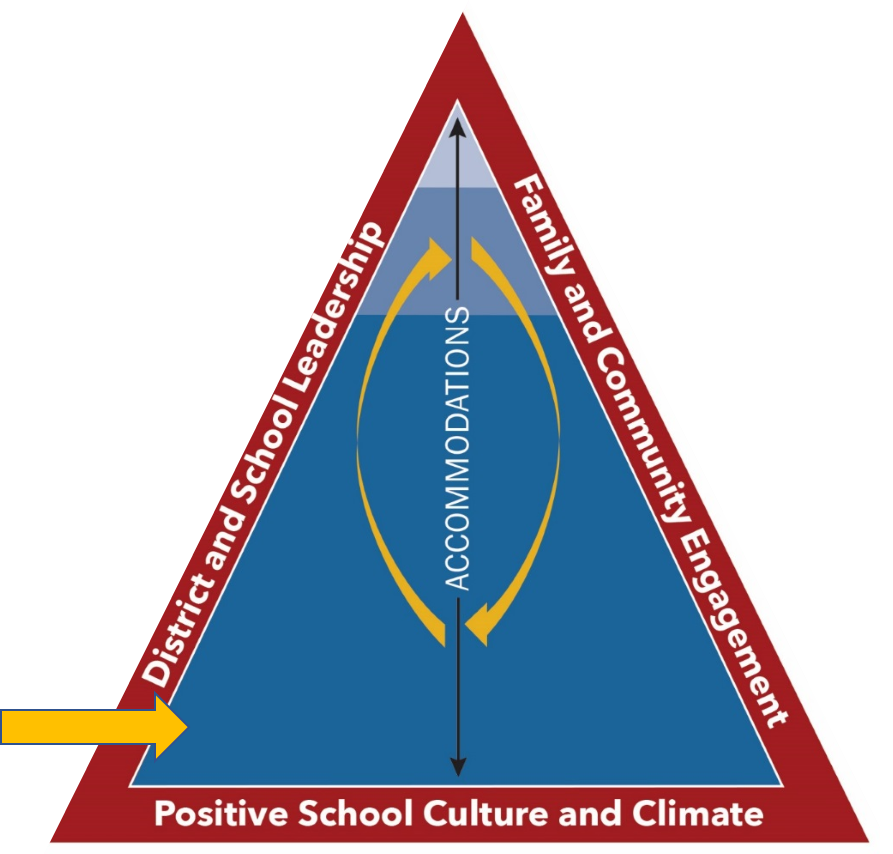 District and School Leadership
Family and Community Engagement
ACCOMMODATIONS
Positive School Culture and Climate